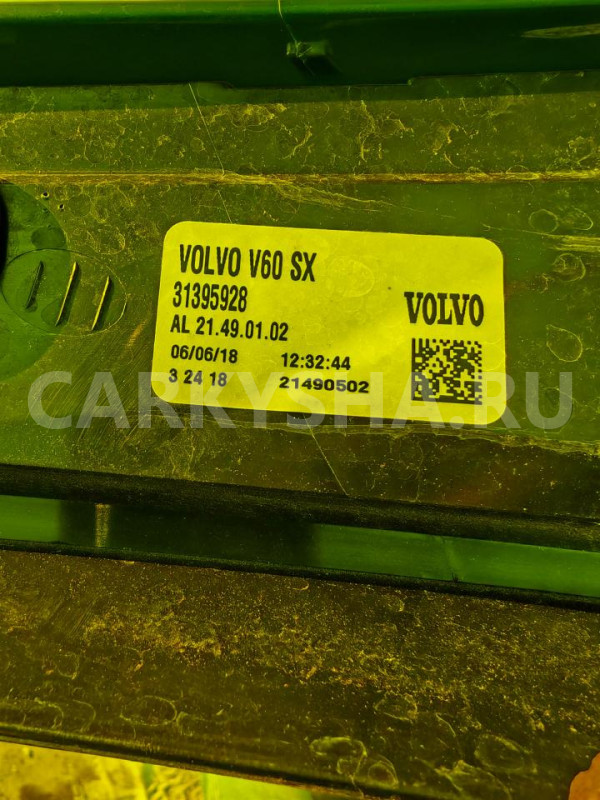 VOLVO V60 SX
31395928
VOLVO
AL 21.49.01.02
06/06/18 12:32:44
3 24 18 21490502
CARKYSHA.RU